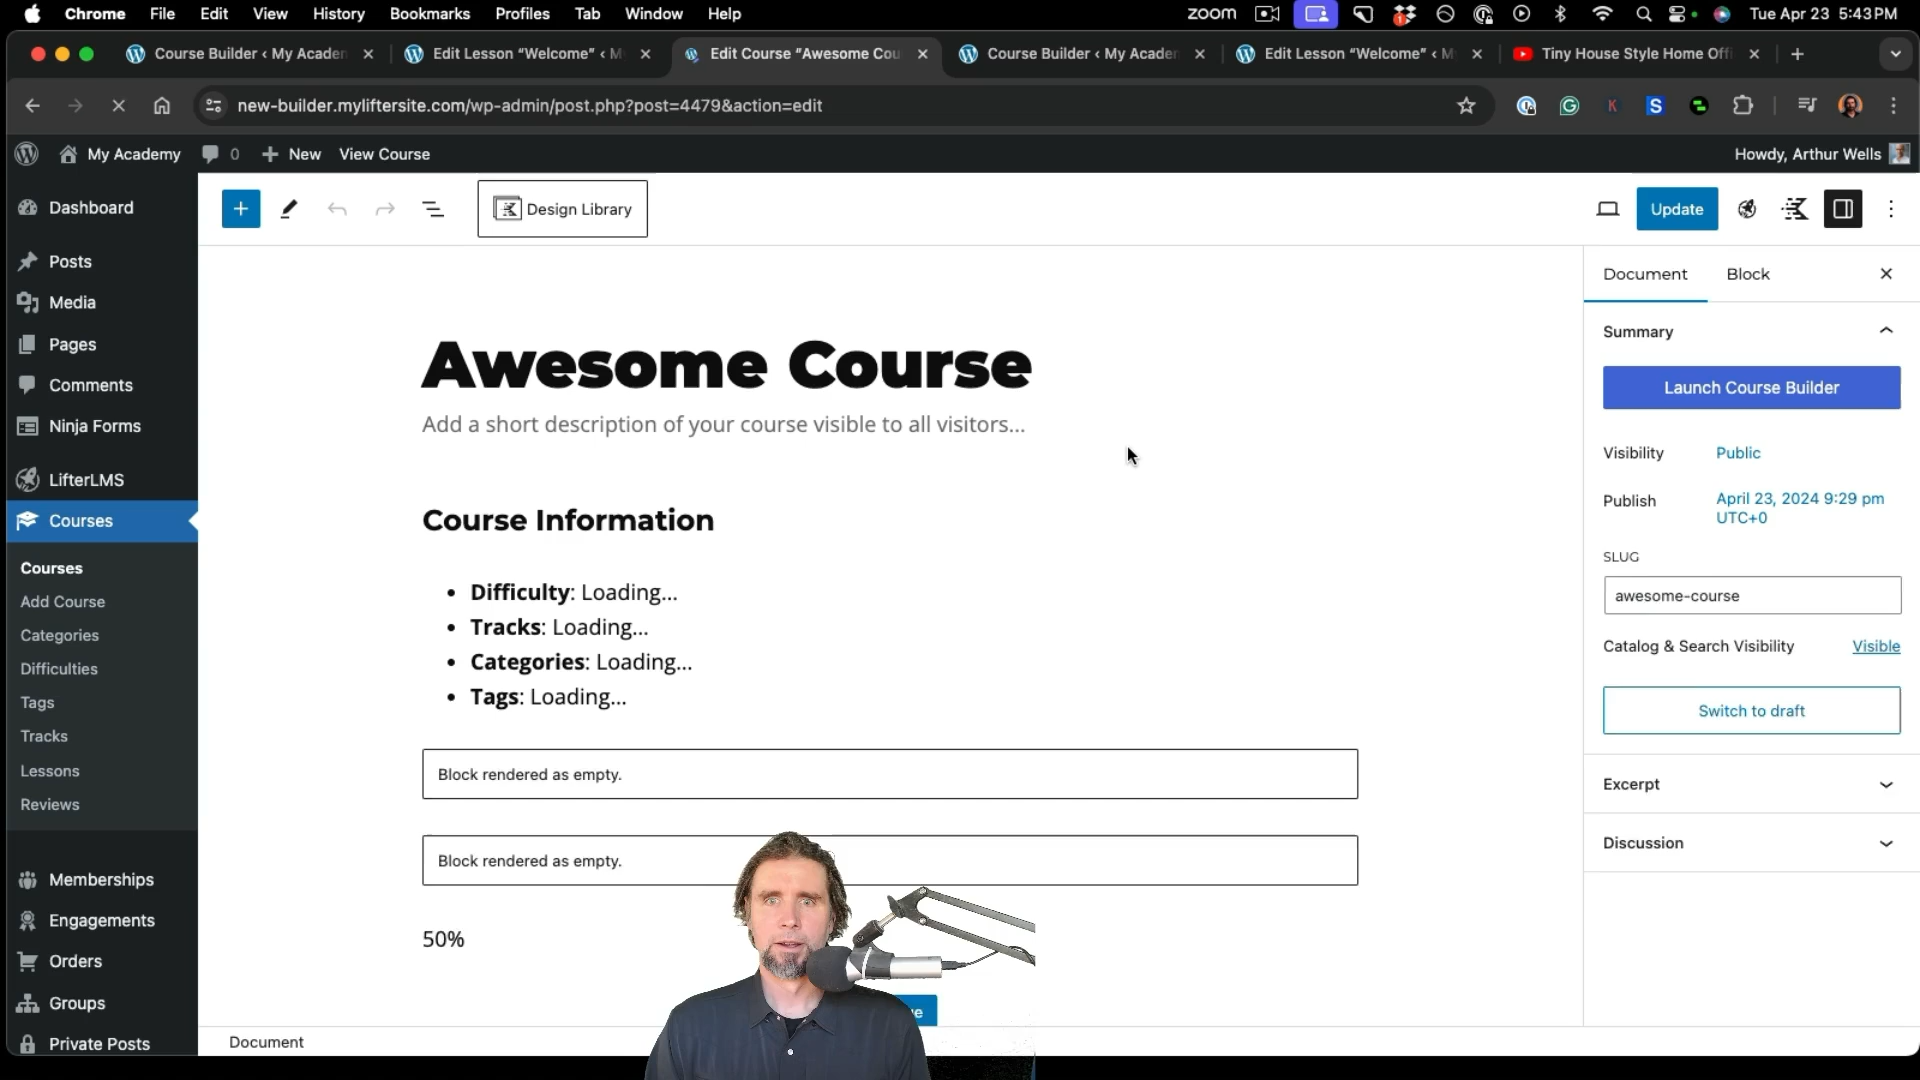 Chrome File Edit View History Bookmarks Profiles Tab Window Help zoom 1 Tue Apr 23 5:43 PM
Course Builder ‹ My Acade Edit Lesson “Welcome” ‹ M Edit Course “Awesome Cou Course Builder ‹ My Acade Edit Lesson “Welcome” ‹ M Tiny House Style Home Off
new-builder.myliftersite.com/wp-admin/post.php?post=4479&action=edit
My Academy 0 New View Course Howdy, Arthur Wells
Design Library Update
Dashboard
Posts
Media
Pages
Comments
Ninja Forms
LifterLMS
Courses
Courses
Add Course
Categories
Difficulties
Tags
Tracks
Lessons
Reviews
Memberships
Engagements
Orders
Groups
Private Posts
Awesome Course
Add a short description of your course visible to all visitors...
Course Information
Difficulty: Loading...
Tracks: Loading...
Categories: Loading...
Tags: Loading...
Block rendered as empty.
Block rendered as empty.
50%
Document
Document Block
Summary
Launch Course Builder
Visibility Public
Publish April 23, 2024 9:29 pm
UTC+0
SLUG
awesome-course
Catalog & Search Visibility Visible
Switch to draft
Excerpt
Discussion